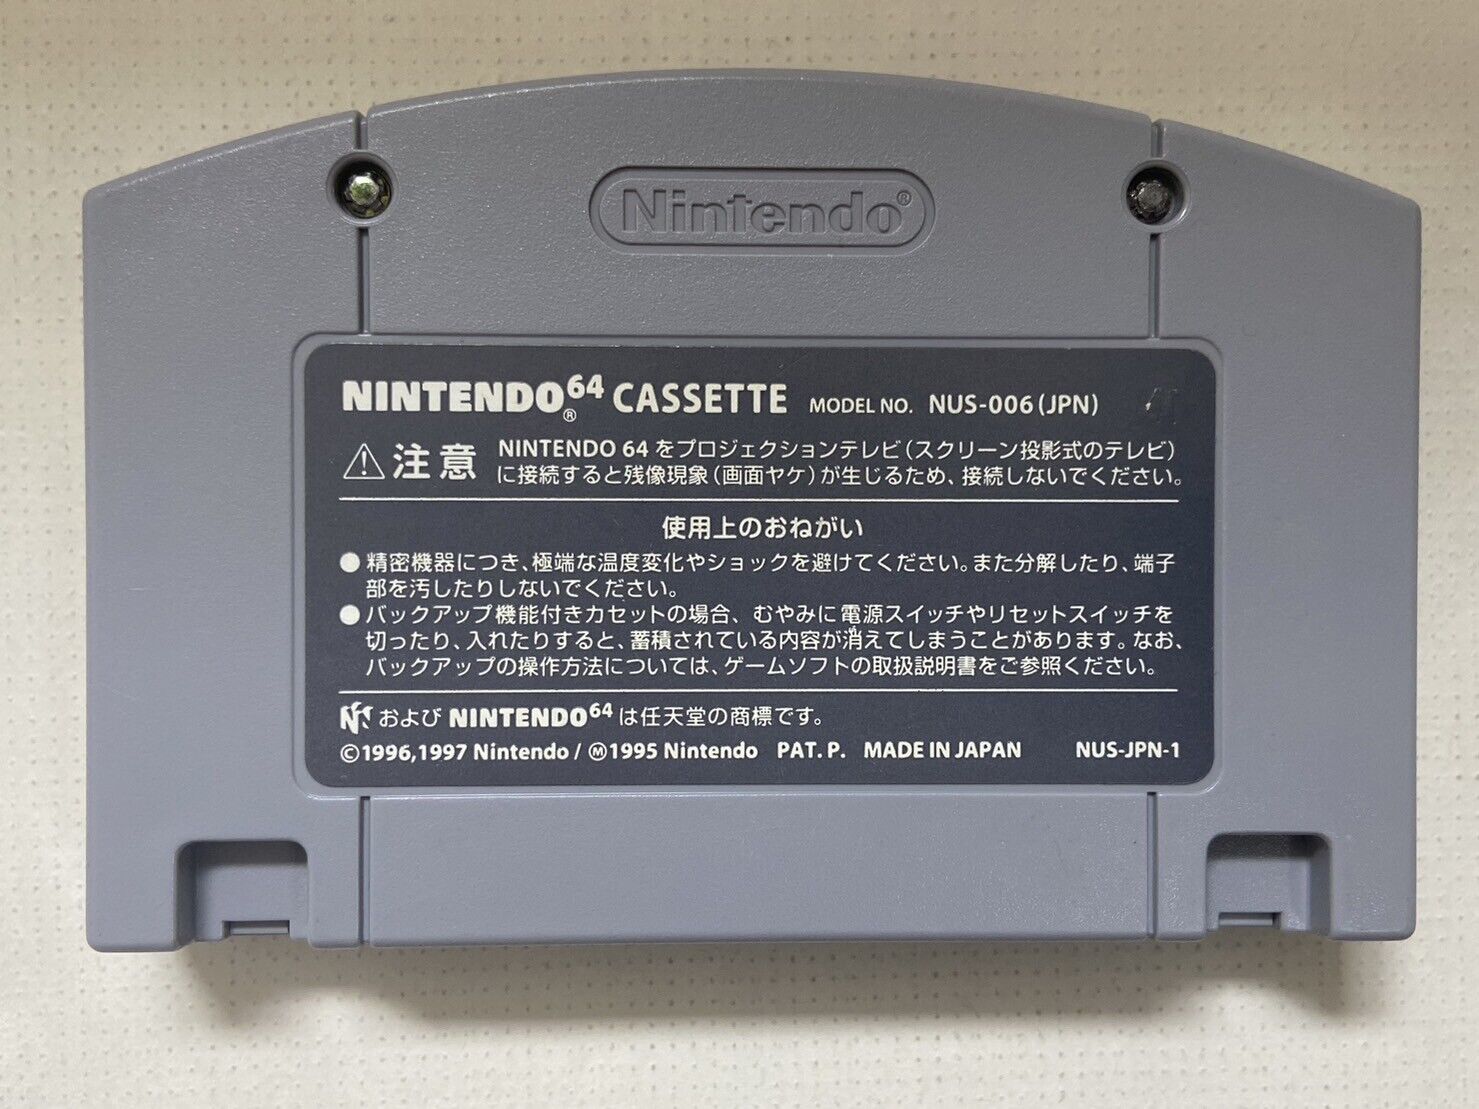 Nintendo®
NINTENDO64® CASSETTE MODEL NO. NUS-006(JPN)
⚠注意 NINTENDO 64 をプロジェクションテレビ(スクリーン投影式のテレビ)
に接続すると残像現象(画面ヤケ)が生じるため、接続しないでください。
使用上のおねがい
●精密機器につき、極端な温度変化やショックを避けてください。また分解したり、端子
部を汚したりしないでください。
●バックアップ機能付きカセットの場合、むやみに電源スイッチやリセットスイッチを
切ったり、入れたりすると、蓄積されている内容が消えてしまうことがあります。なお、
バックアップの操作方法については、ゲームソフトの取扱説明書をご参照ください。
および NINTENDO64 は任天堂の商標です。
©1996,1997 Nintendo / Ⓜ1995 Nintendo PAT. P. MADE IN JAPAN NUS-JPN-1